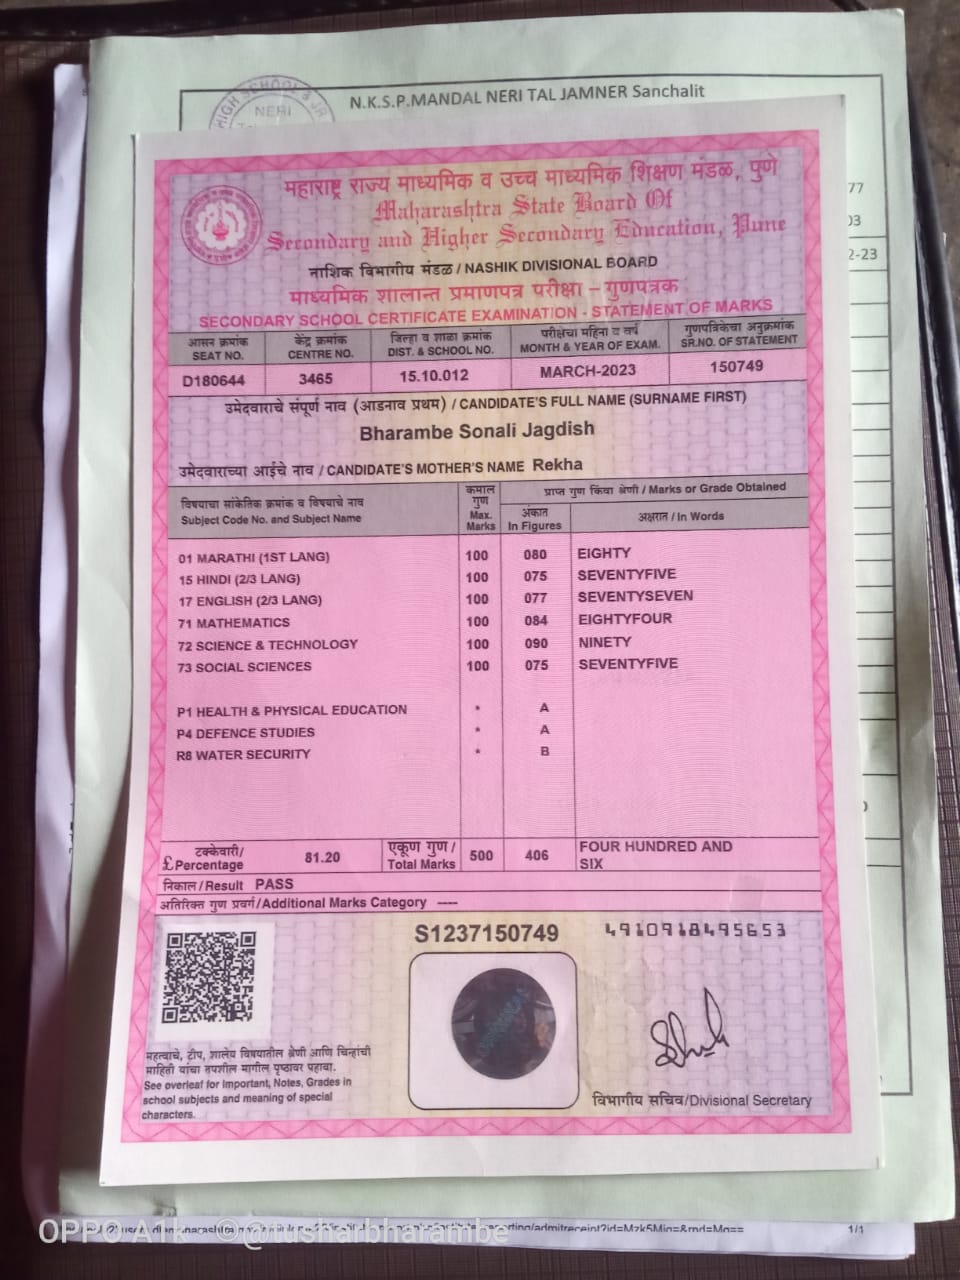 HIGH SCHOOL & JR
NERI
N.K.S.P.MANDAL NERI TAL JAMNER Sanchalit
77
03
2-23
महाराष्ट्र राज्य माध्यमिक व उच्च माध्यमिक शिक्षण मंडळ, पुणे
Maharashtra State Board Of
Secondary and Higher Secondary Education, Pune
नाशिक विभागीय मंडळ / NASHIK DIVISIONAL BOARD
माध्यमिक शालान्त प्रमाणपत्र परीक्षा – गुणपत्रक
SECONDARY SCHOOL CERTIFICATE EXAMINATION - STATEMENT OF MARKS
आसन क्रमांक केंद्र क्रमांक जिल्हा व शाळा क्रमांक परीक्षेचा महिना व वर्ष गुणपत्रिकेचा अनुक्रमांक
SEAT NO. CENTRE NO. DIST. & SCHOOL NO. MONTH & YEAR OF EXAM. SR.NO. OF STATEMENT
D180644 3465 15.10.012 MARCH-2023 150749
उमेदवाराचे संपूर्ण नाव (आडनाव प्रथम) / CANDIDATE'S FULL NAME (SURNAME FIRST)
Bharambe Sonali Jagdish
उमेदवाराच्या आईचे नाव / CANDIDATE'S MOTHER'S NAME Rekha
विषयाचा सांकेतिक क्रमांक व विषयाचे नाव
Subject Code No. and Subject Name
कमाल
गुण
Max.
Marks
प्राप्त गुण किंवा श्रेणी / Marks or Grade Obtained
अंकात
In Figures
अक्षरात / In Words
01 MARATHI (1ST LANG) 100 080 EIGHTY
15 HINDI (2/3 LANG) 100 075 SEVENTYFIVE
17 ENGLISH (2/3 LANG) 100 077 SEVENTYSEVEN
71 MATHEMATICS 100 084 EIGHTYFOUR
72 SCIENCE & TECHNOLOGY 100 090 NINETY
73 SOCIAL SCIENCES 100 075 SEVENTYFIVE
P1 HEALTH & PHYSICAL EDUCATION * A
P4 DEFENCE STUDIES * A
R8 WATER SECURITY * B
टक्केवारी/
£ Percentage
81.20
एकूण गुण /
Total Marks
500 406
FOUR HUNDRED AND
SIX
निकाल / Result PASS
अतिरिक्त गुण प्रवर्ग/Additional Marks Category ----
S1237150749
4910918495653
महत्वाचे, टीप, शालेय विषयातील श्रेणी आणि चिन्हांची
माहिती यांचा तपशील मागील पृष्ठावर पहावा.
See overleaf for Important, Notes, Grades in
school subjects and meaning of special
characters.
विभागीय सचिव/Divisional Secretary
OPPO A1k ©@tusharbharambe
1/1